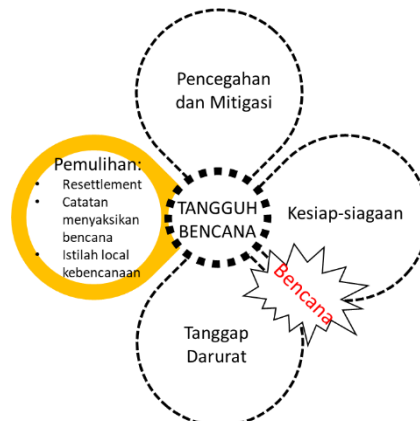 Pencegahan
dan Mitigasi
Pemulihan:
• Resettlement
• Catatan
menyaksikan
bencana
• Istilah local
kebencanaan
TANGGUH
BENCANA
Kesiap-siagaan
Bencana
Tanggap
Darurat